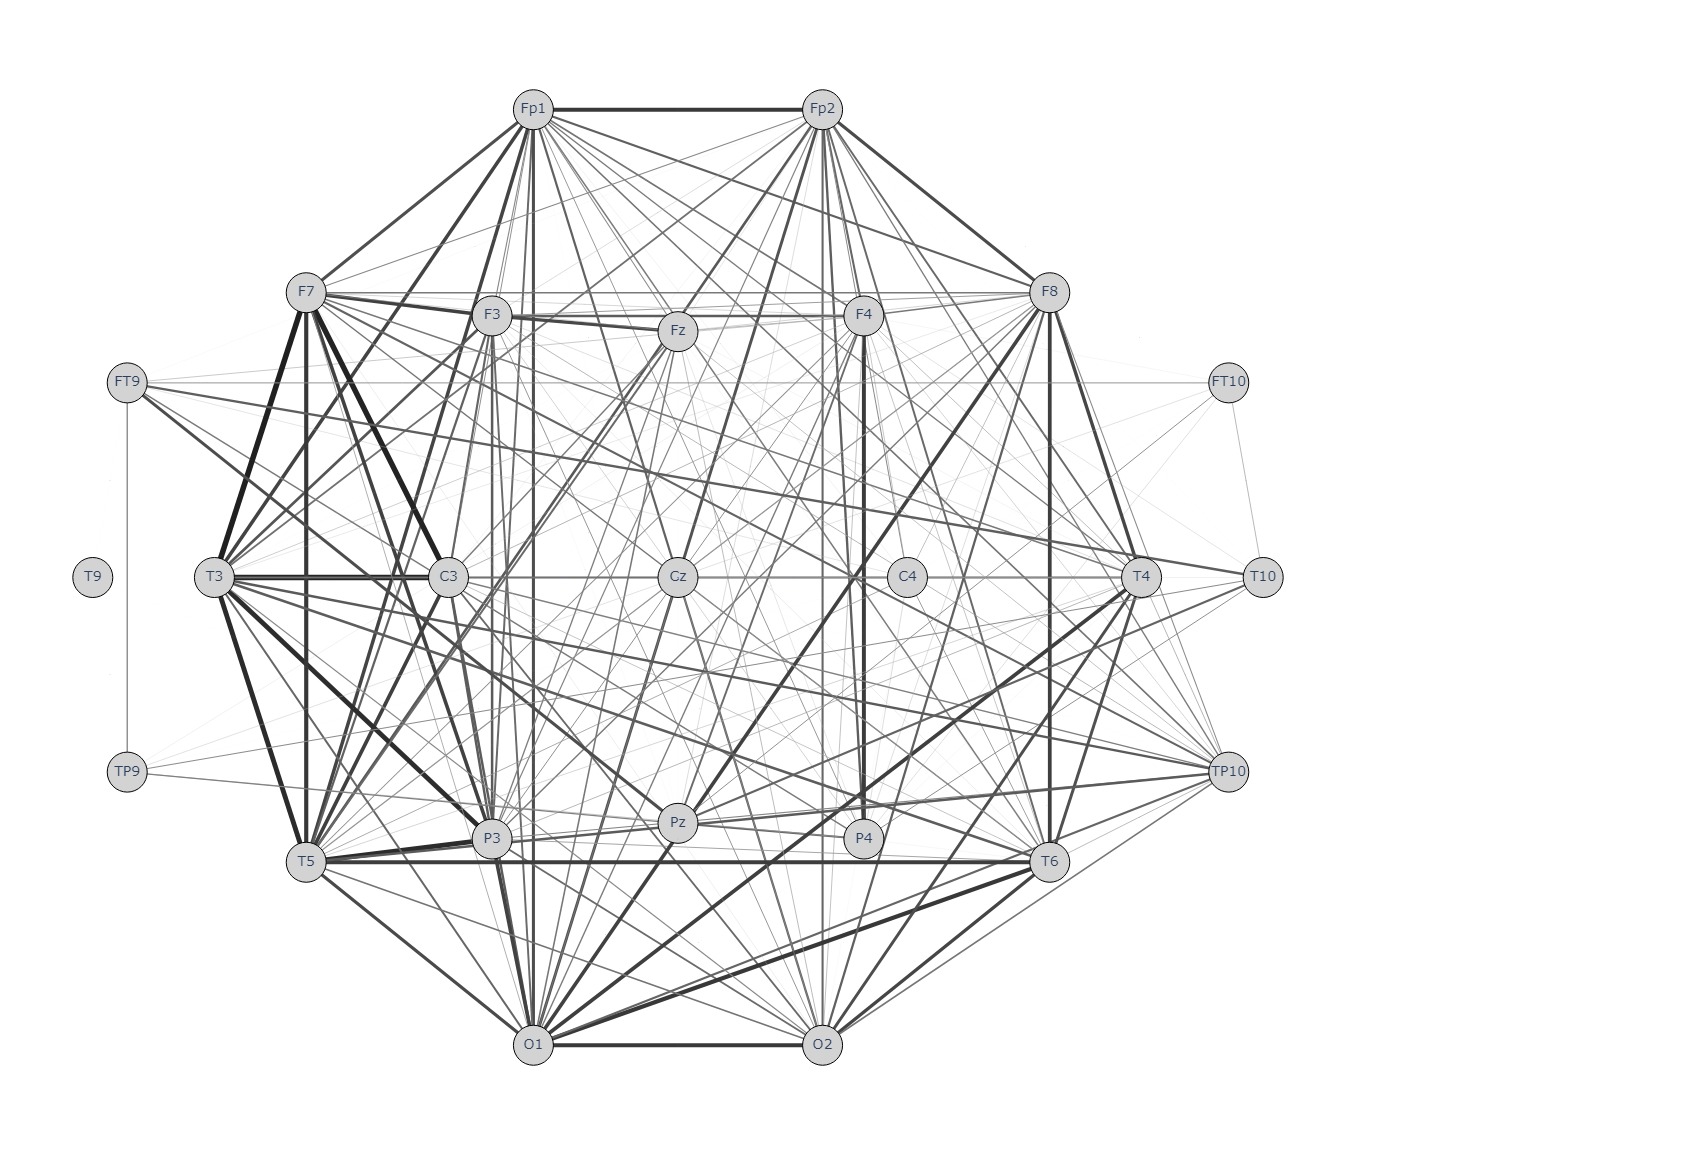 Fp1 Fp2
F7 F3 Fz F4 F8
FT9 FT10
T9 T3 C3 Cz C4 T4 T10
TP9 TP10
T5 P3 Pz P4 T6
O1 O2